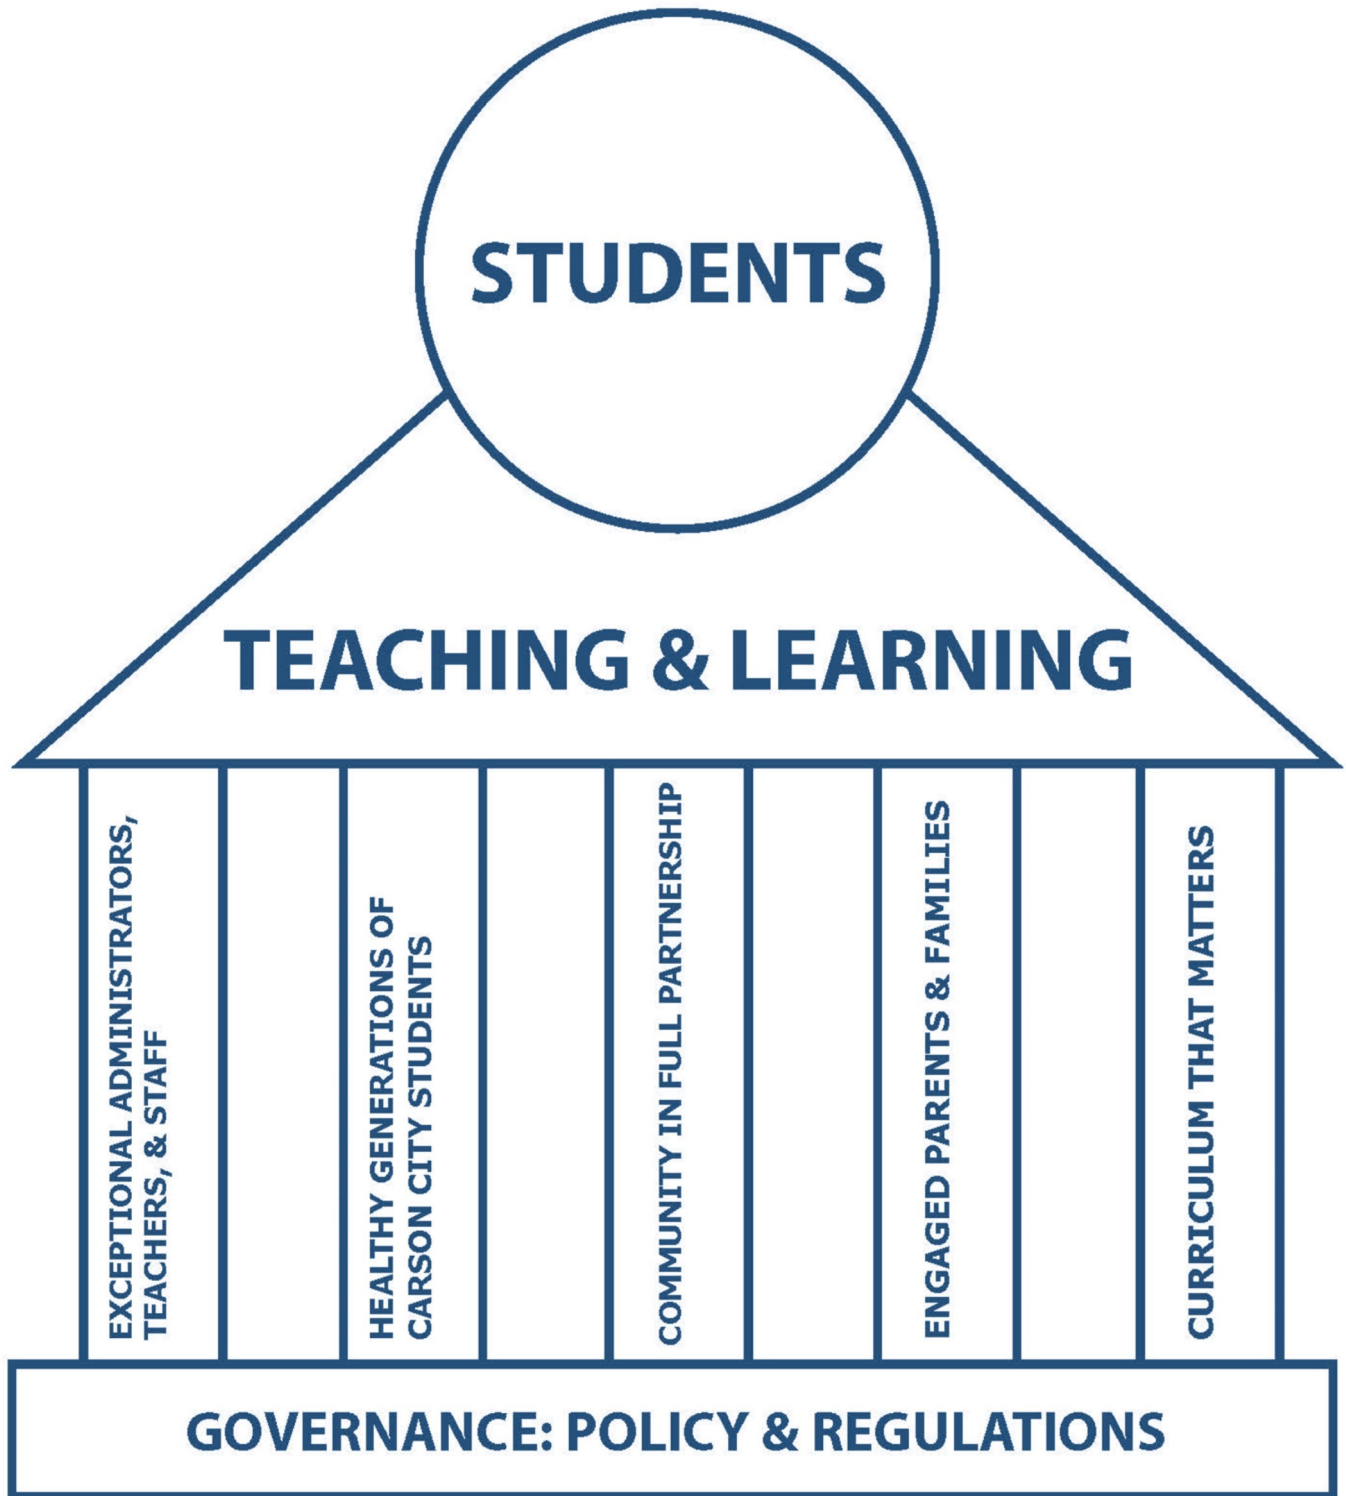 STUDENTS
TEACHING & LEARNING
EXCEPTIONAL ADMINISTRATORS,
TEACHERS, & STAFF
HEALTHY GENERATIONS OF
CARSON CITY STUDENTS
COMMUNITY IN FULL PARTNERSHIP
ENGAGED PARENTS & FAMILIES
CURRICULUM THAT MATTERS
GOVERNANCE: POLICY & REGULATIONS